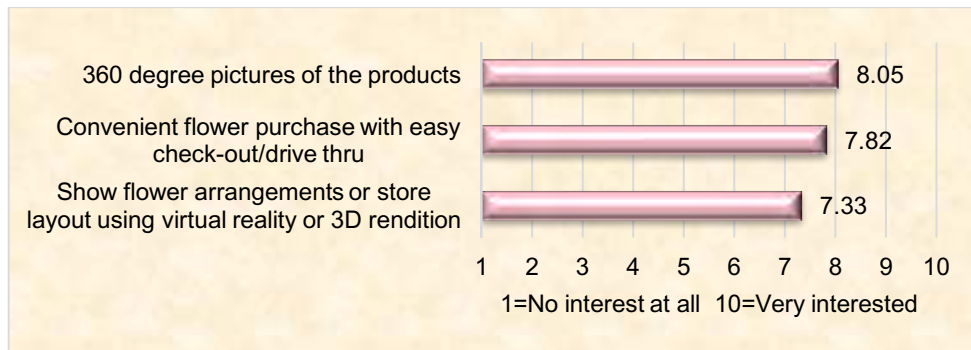 360 degree pictures of the products
8.05
Convenient flower purchase with easy
check-out/drive thru
7.82
Show flower arrangements or store
layout using virtual reality or 3D rendition
7.33
1 2 3 4 5 6 7 8 9 10
1=No interest at all 10=Very interested